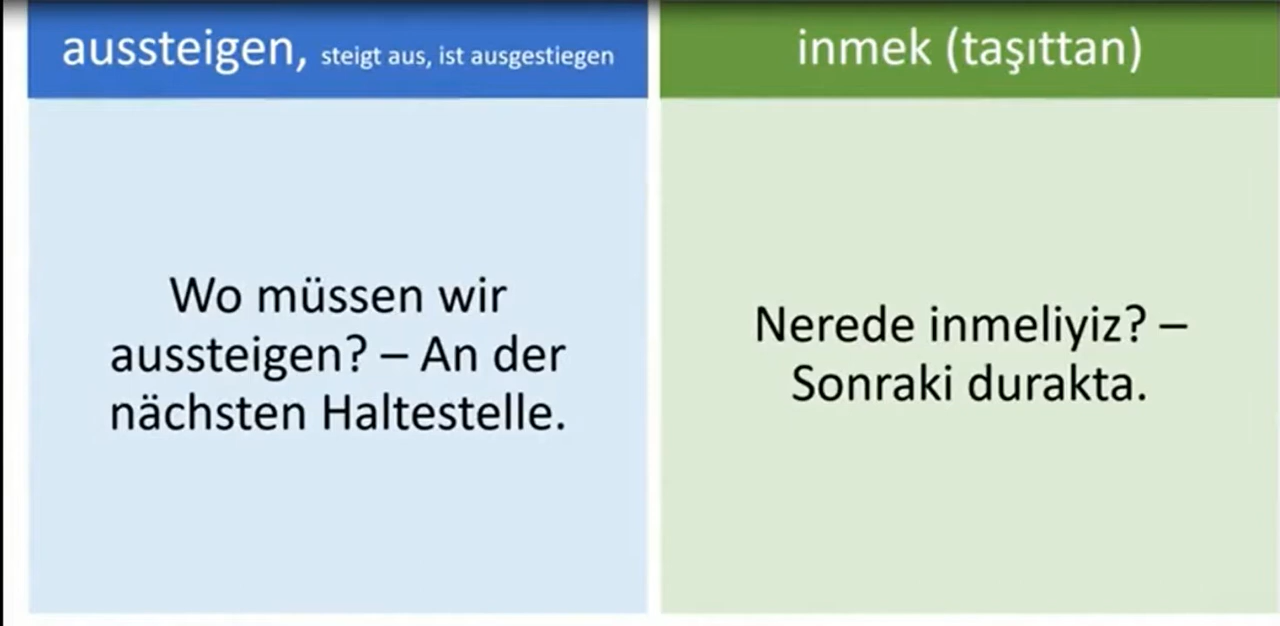 aussteigen, steigt aus, ist ausgestiegen
Wo müssen wir
aussteigen? – An der
nächsten Haltestelle.
inmek (taşıttan)
Nerede inmeliyiz? –
Sonraki durakta.